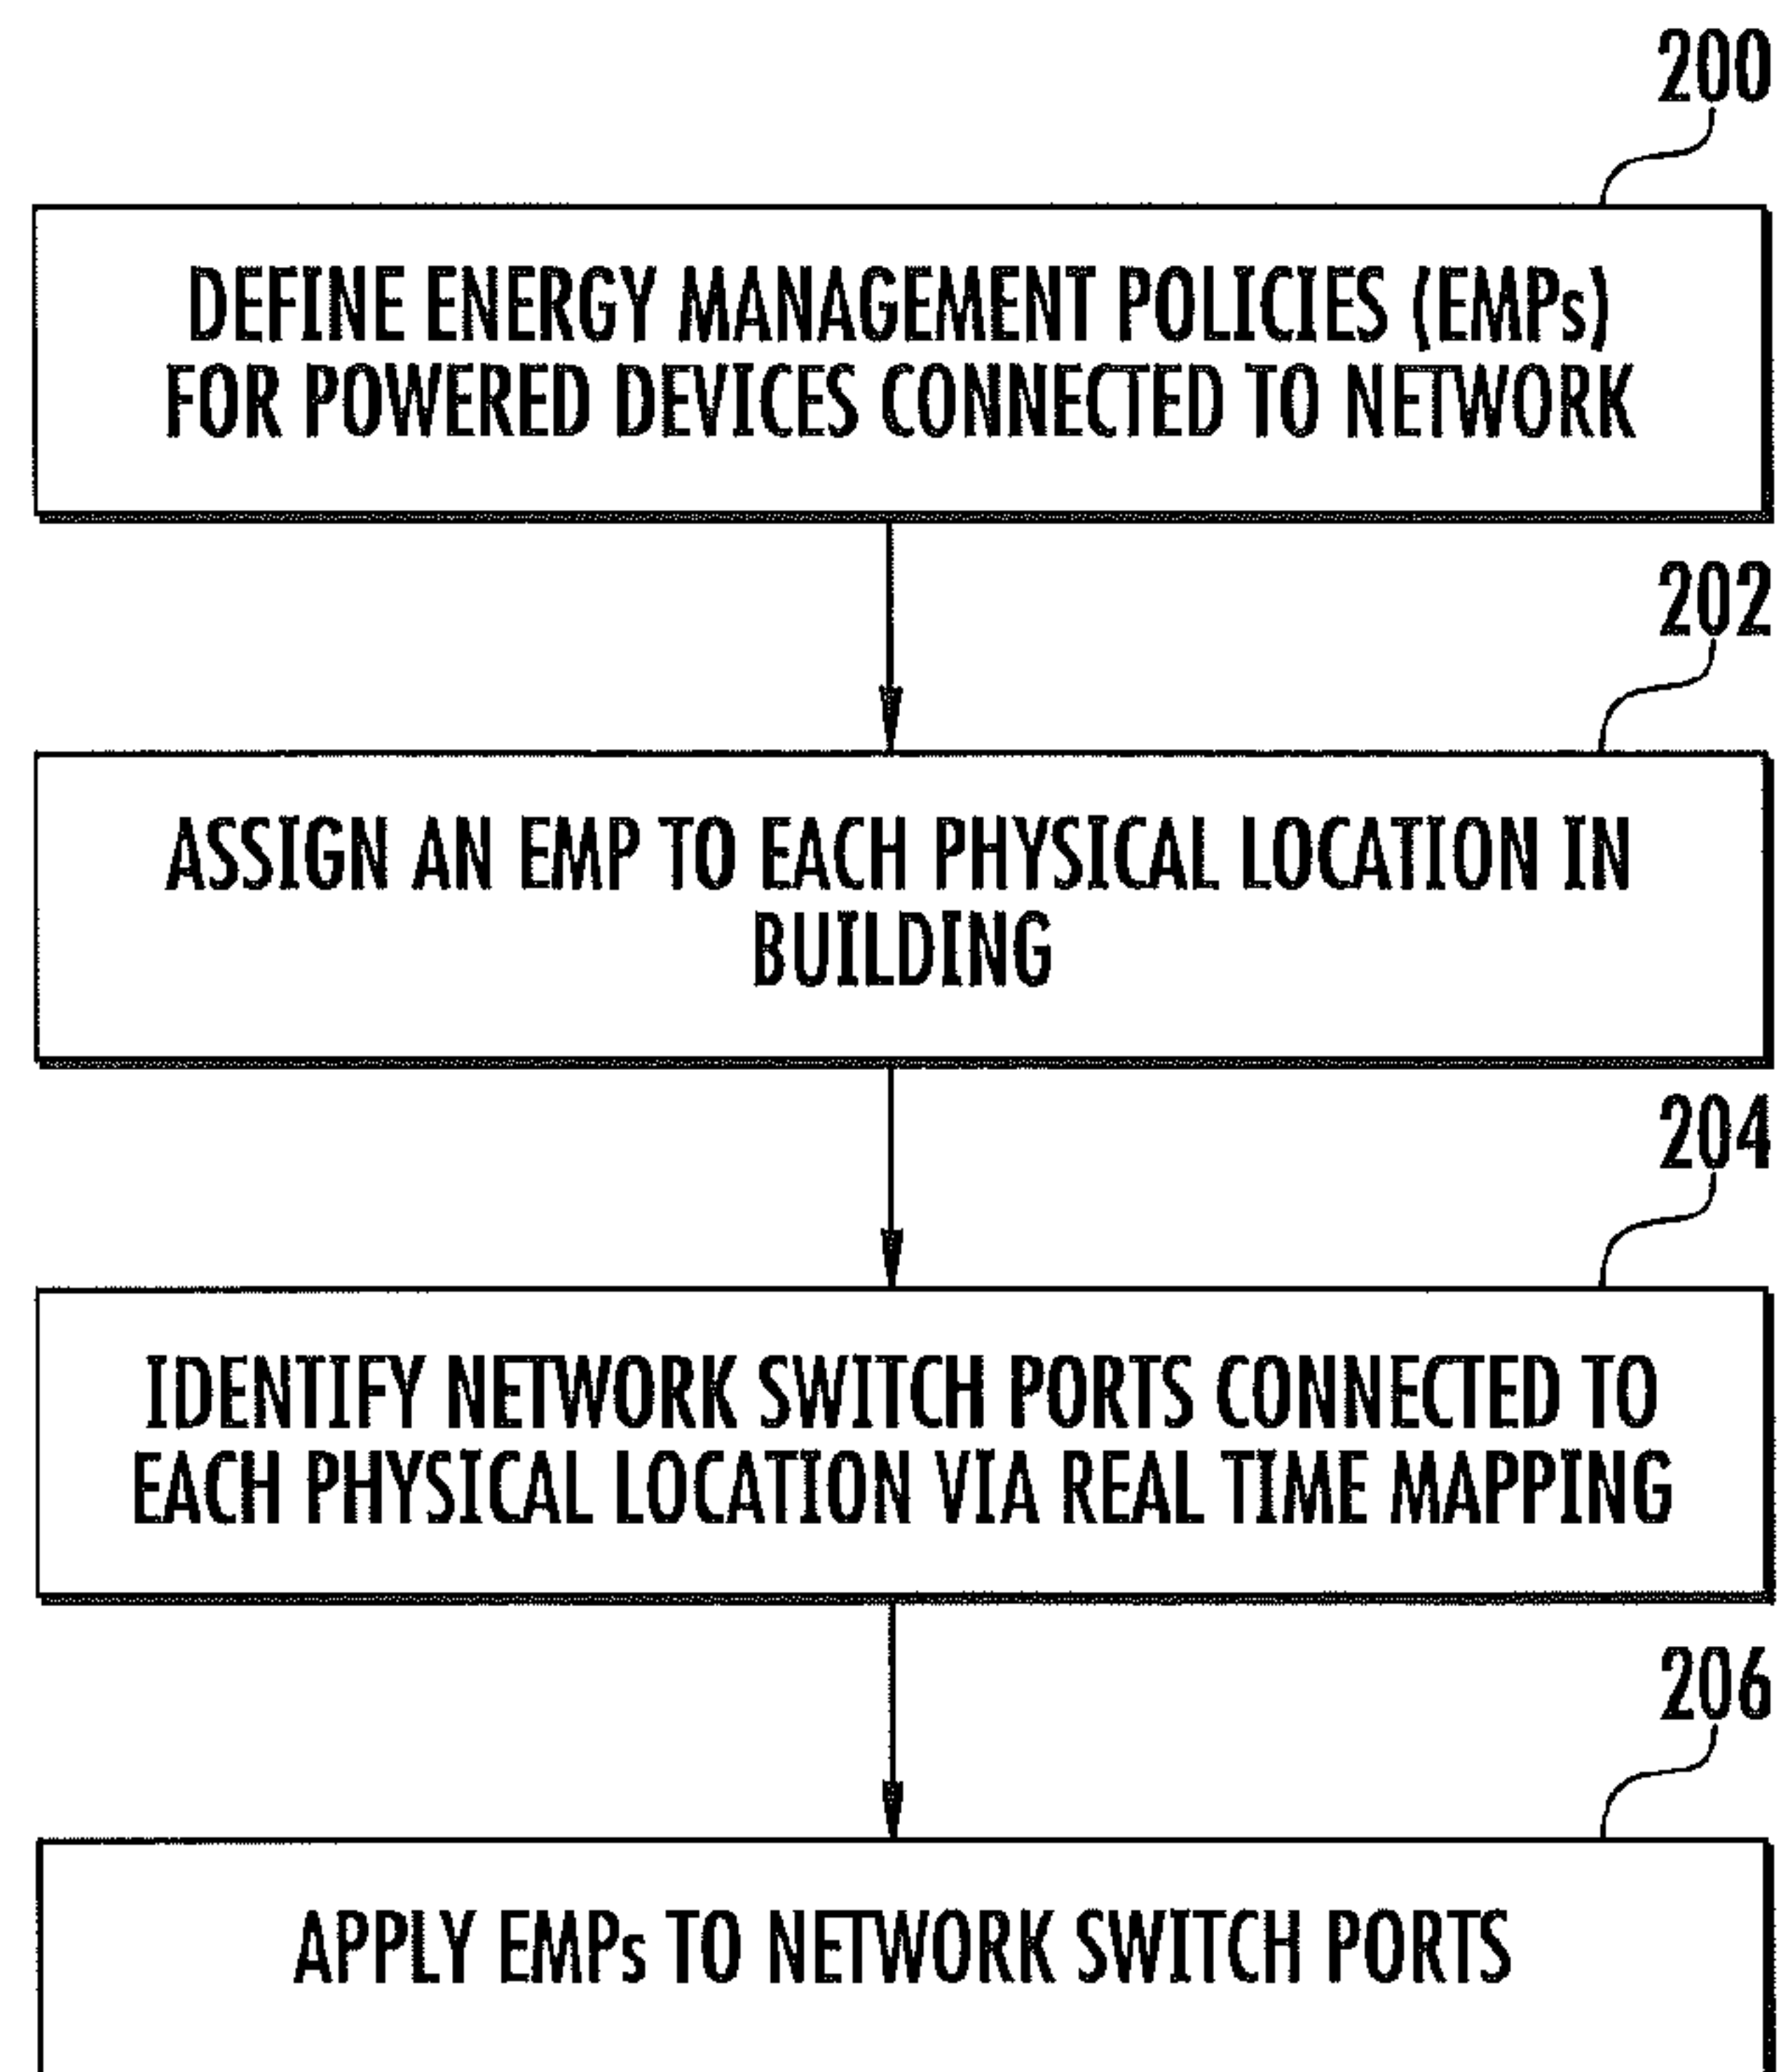 200
DEFINE ENERGY MANAGEMENT POLICIES (EMPs)
FOR POWERED DEVICES CONNECTED TO NETWORK
202
ASSIGN AN EMP TO EACH PHYSICAL LOCATION IN
BUILDING
204
IDENTIFY NETWORK SWITCH PORTS CONNECTED TO
EACH PHYSICAL LOCATION VIA REAL TIME MAPPING
206
APPLY EMPs TO NETWORK SWITCH PORTS